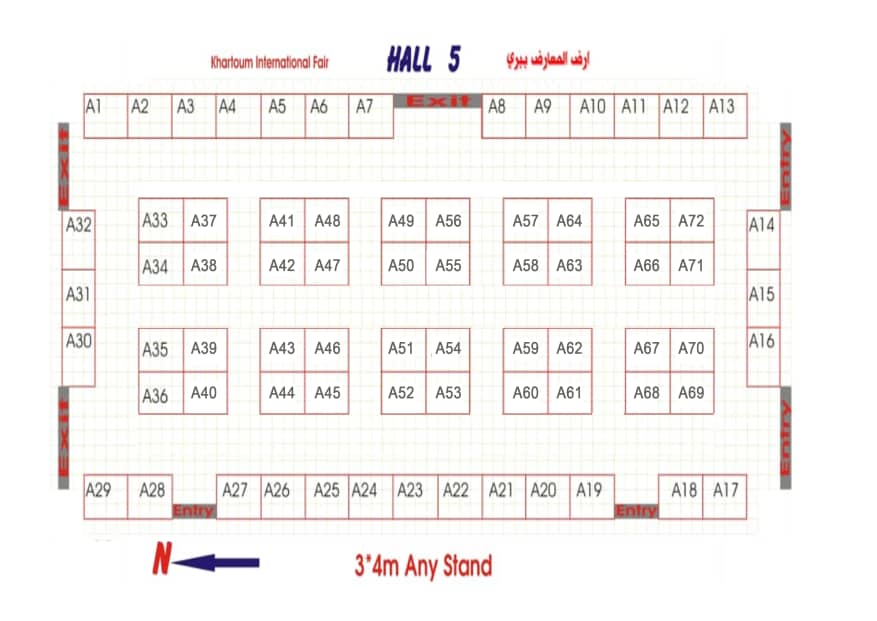 Khartoum International Fair HALL 5 ارض المعارض ببري
A1 A2 A3 A4 A5 A6 A7 Exit A8 A9 A10 A11 A12 A13
Exit Entry
A32 A33 A37 A41 A48 A49 A56 A57 A64 A65 A72 A14
A34 A38 A42 A47 A50 A55 A58 A63 A66 A71
A31 A15
A30 A35 A39 A43 A46 A51 A54 A59 A62 A67 A70 A16
A36 A40 A44 A45 A52 A53 A60 A61 A68 A69
Exit Entry
A29 A28 A27 A26 A25 A24 A23 A22 A21 A20 A19 A18 A17
Entry Entry
N 3*4m Any Stand